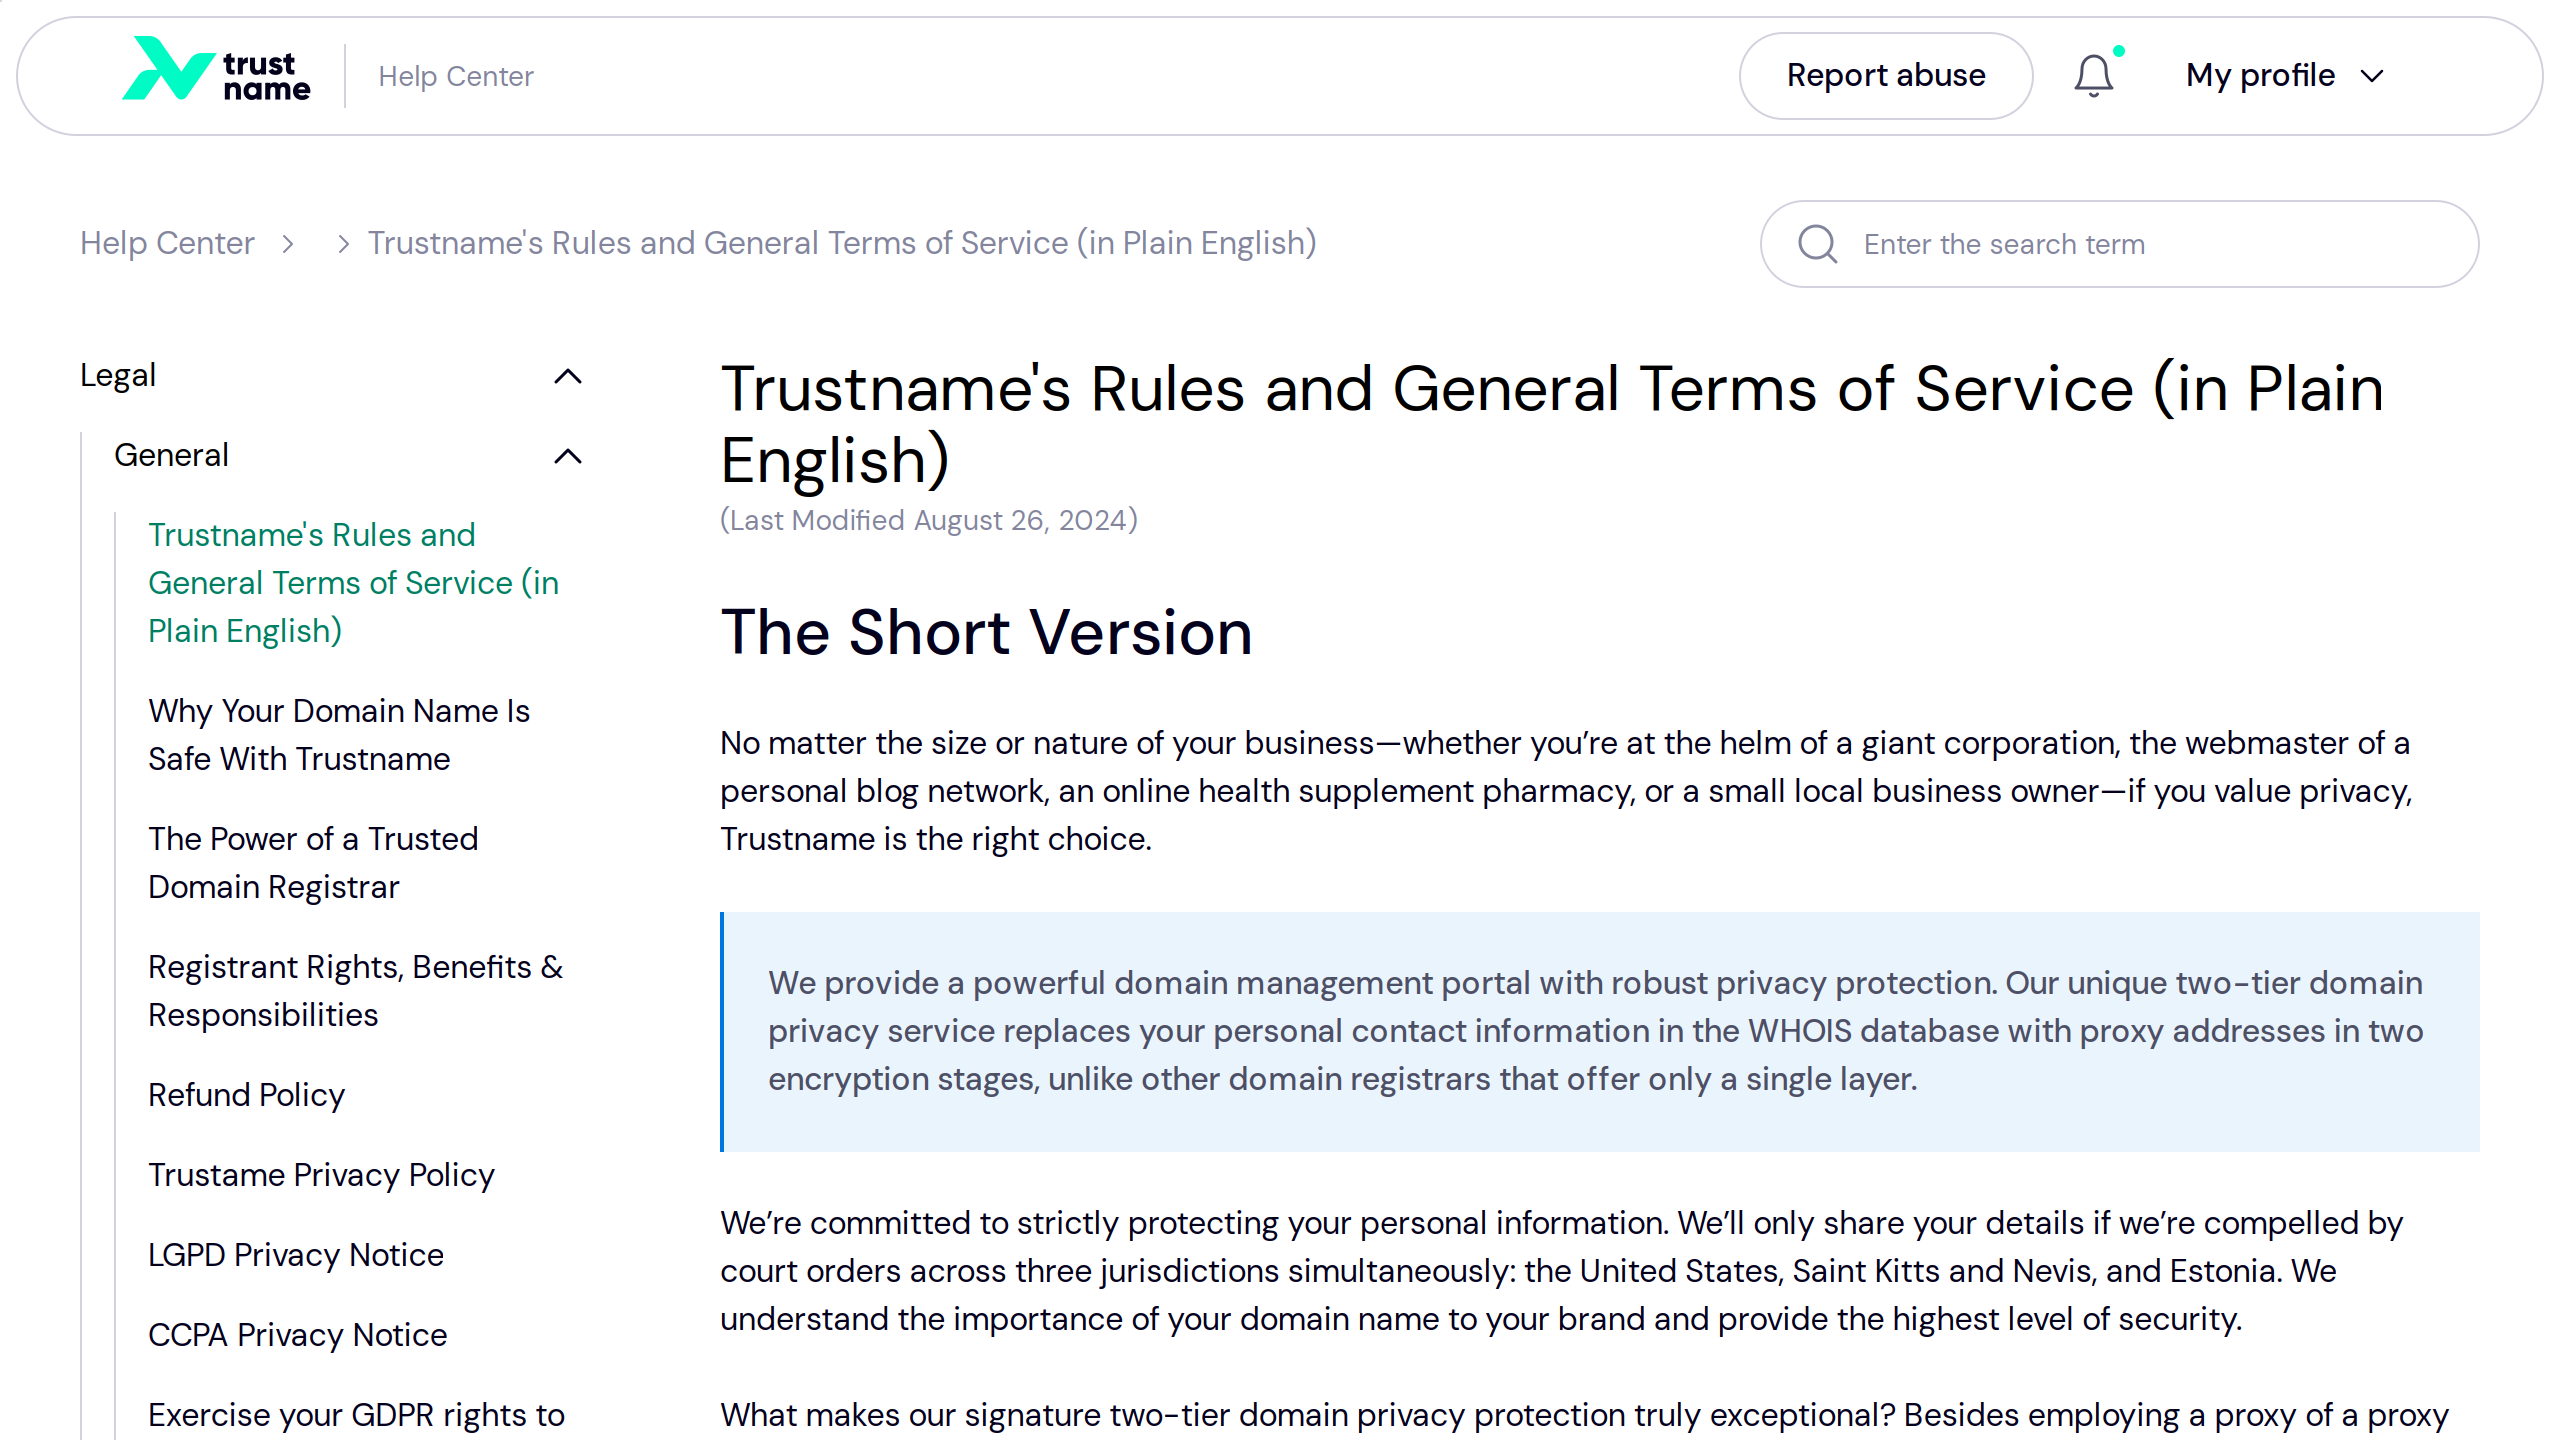 trust
name
Help Center
Report abuse
My profile
Help Center
Trustname's Rules and General Terms of Service (in Plain English)
Enter the search term
Legal
General
Trustname's Rules and
General Terms of Service (in
Plain English)
Why Your Domain Name Is
Safe With Trustname
The Power of a Trusted
Domain Registrar
Registrant Rights, Benefits &
Responsibilities
Refund Policy
Trustame Privacy Policy
LGPD Privacy Notice
CCPA Privacy Notice
Exercise your GDPR rights to
Trustname's Rules and General Terms of Service (in Plain
English)
(Last Modified August 26, 2024)
The Short Version
No matter the size or nature of your business—whether you’re at the helm of a giant corporation, the webmaster of a
personal blog network, an online health supplement pharmacy, or a small local business owner—if you value privacy,
Trustname is the right choice.
We provide a powerful domain management portal with robust privacy protection. Our unique two-tier domain
privacy service replaces your personal contact information in the WHOIS database with proxy addresses in two
encryption stages, unlike other domain registrars that offer only a single layer.
We’re committed to strictly protecting your personal information. We’ll only share your details if we’re compelled by
court orders across three jurisdictions simultaneously: the United States, Saint Kitts and Nevis, and Estonia. We
understand the importance of your domain name to your brand and provide the highest level of security.
What makes our signature two-tier domain privacy protection truly exceptional? Besides employing a proxy of a proxy